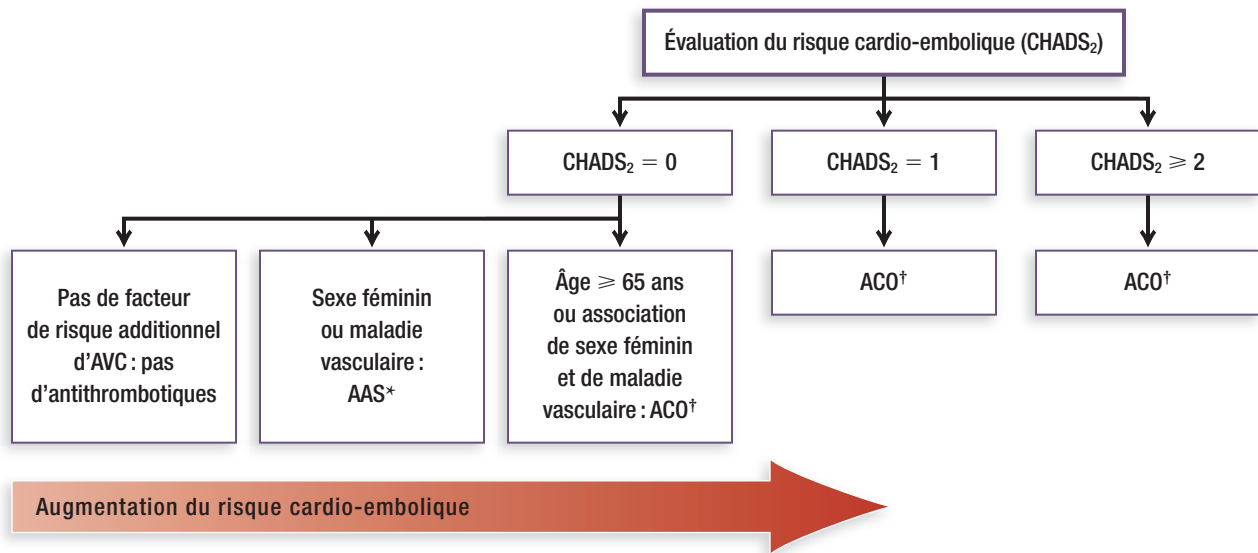 Évaluation du risque cardio-embolique (CHADS₂)
CHADS₂ = 0
CHADS₂ = 1
CHADS₂ ⩾ 2
Pas de facteur
de risque additionnel
d’AVC : pas
d’antithrombotiques
Sexe féminin
ou maladie
vasculaire :
AAS*
Âge ⩾ 65 ans
ou association
de sexe féminin
et de maladie
vasculaire : ACO†
ACO†
ACO†
Augmentation du risque cardio-embolique